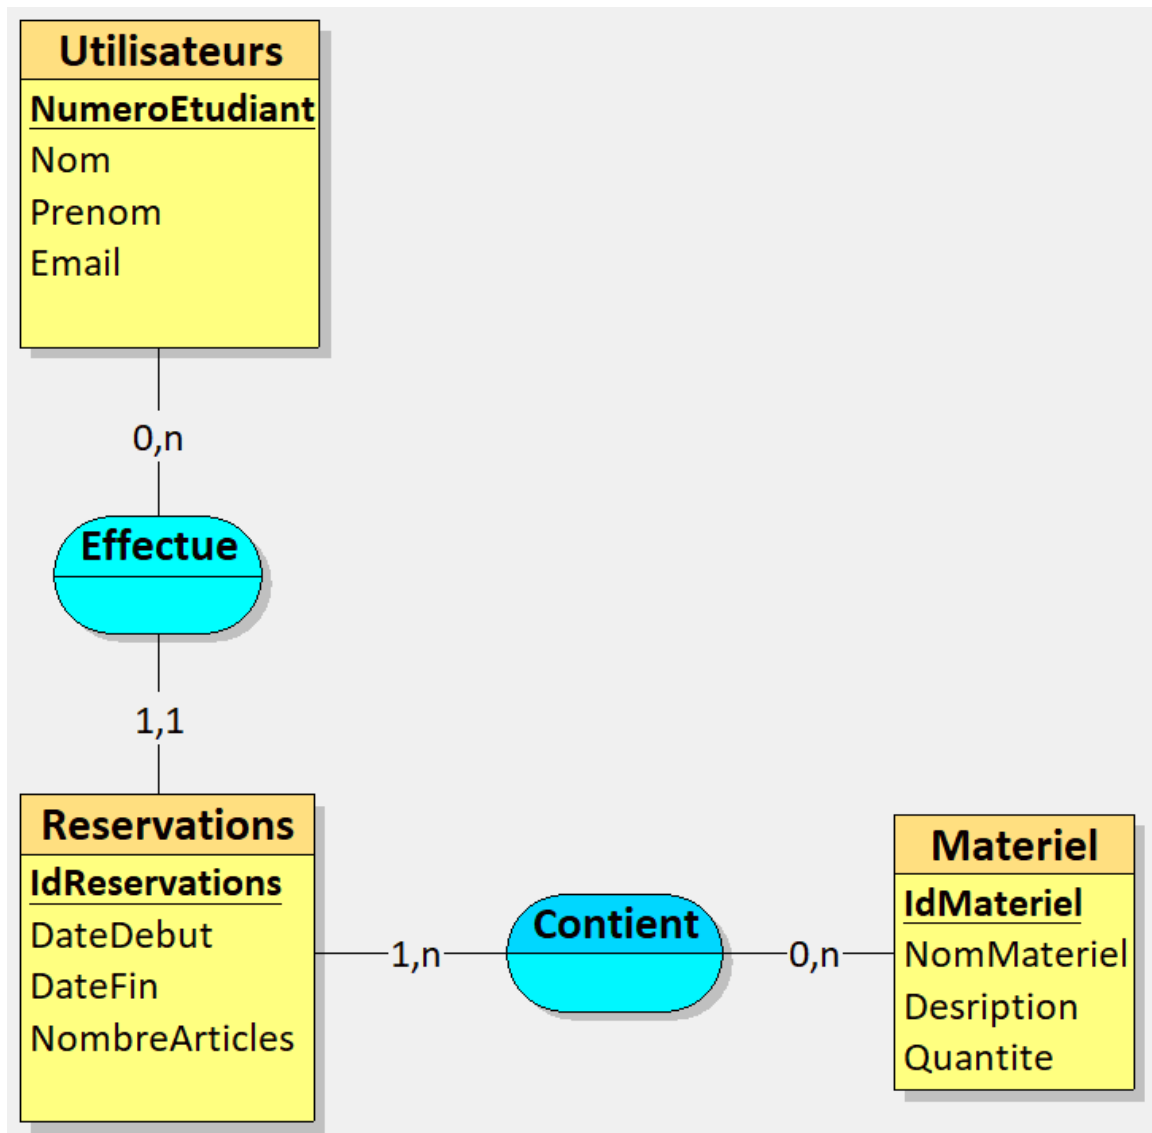 Utilisateurs
NumeroEtudiant
Nom
Prenom
Email
0,n
Effectue
1,1
Reservations
IdReservations
DateDebut
DateFin
NombreArticles
1,n
Contient
0,n
Materiel
IdMateriel
NomMateriel
Desription
Quantite